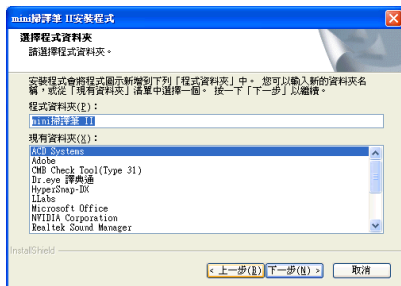 mini掃譯筆 II安裝程式
選擇程式資料夾
請選擇程式資料夾。
安裝程式會將程式圖示新增到下列「程式資料夾」中。 您可以輸入新的資料夾名
稱，或從「現有資料夾」清單中選擇一個。 按一下「下一步」以繼續。
程式資料夾(P)：
mini掃譯筆 II
現有資料夾(X)：
ACD Systems
Adobe
CMB Check Tool(Type 31)
Dr.eye 譯典通
HyperSnap-DX
LLabs
Microsoft Office
NVIDIA Corporation
Realtek Sound Manager
InstallShield
< 上一步(B) 下一步(N) > 取消